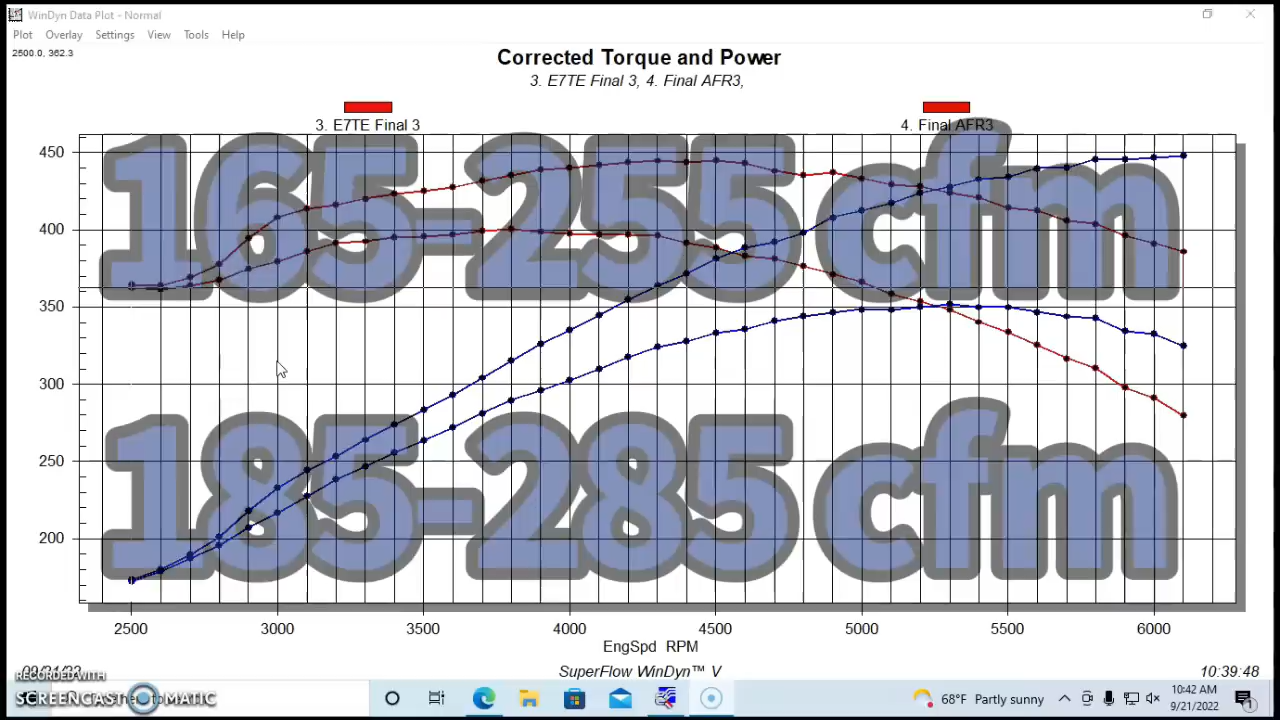 WinDyn Data Plot - Normal
Plot Overlay Settings View Tools Help
2500.0, 362.3
Corrected Torque and Power
3. E7TE Final 3, 4. Final AFR3,
3. E7TE Final 3
4. Final AFR3
450
400
350
300
250
200
165-255 cfm
185-285 cfm
2500 3000 3500 4000 4500 5000 5500 6000
EngSpd RPM
SuperFlow WinDyn™ V
10:39:48
RECORDED WITH
SCREENCAST MATIC
68°F Partly sunny
10:42 AM
9/21/2022
1